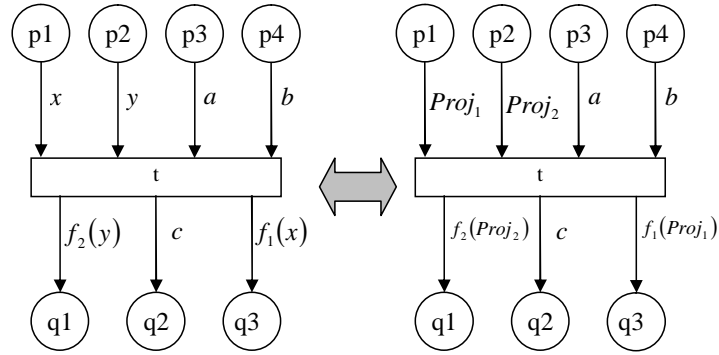 p1 p2 p3 p4 p1 p2 p3 p4
x y a b Proj₁ Proj₂ a b
t t
f₂(y) c f₁(x) f₂(Proj₂) c f₁(Proj₁)
q1 q2 q3 q1 q2 q3